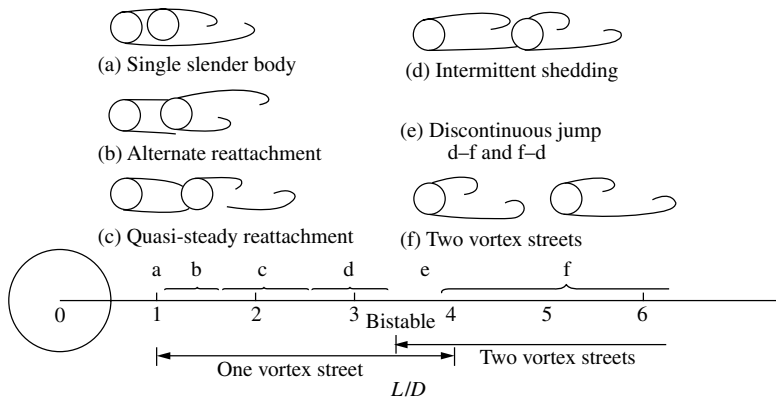 (a) Single slender body
(b) Alternate reattachment
(c) Quasi-steady reattachment
(d) Intermittent shedding
(e) Discontinuous jump
d–f and f–d
(f) Two vortex streets
a b c d e f
0 1 2 3 Bistable 4 5 6
One vortex street Two vortex streets
L/D